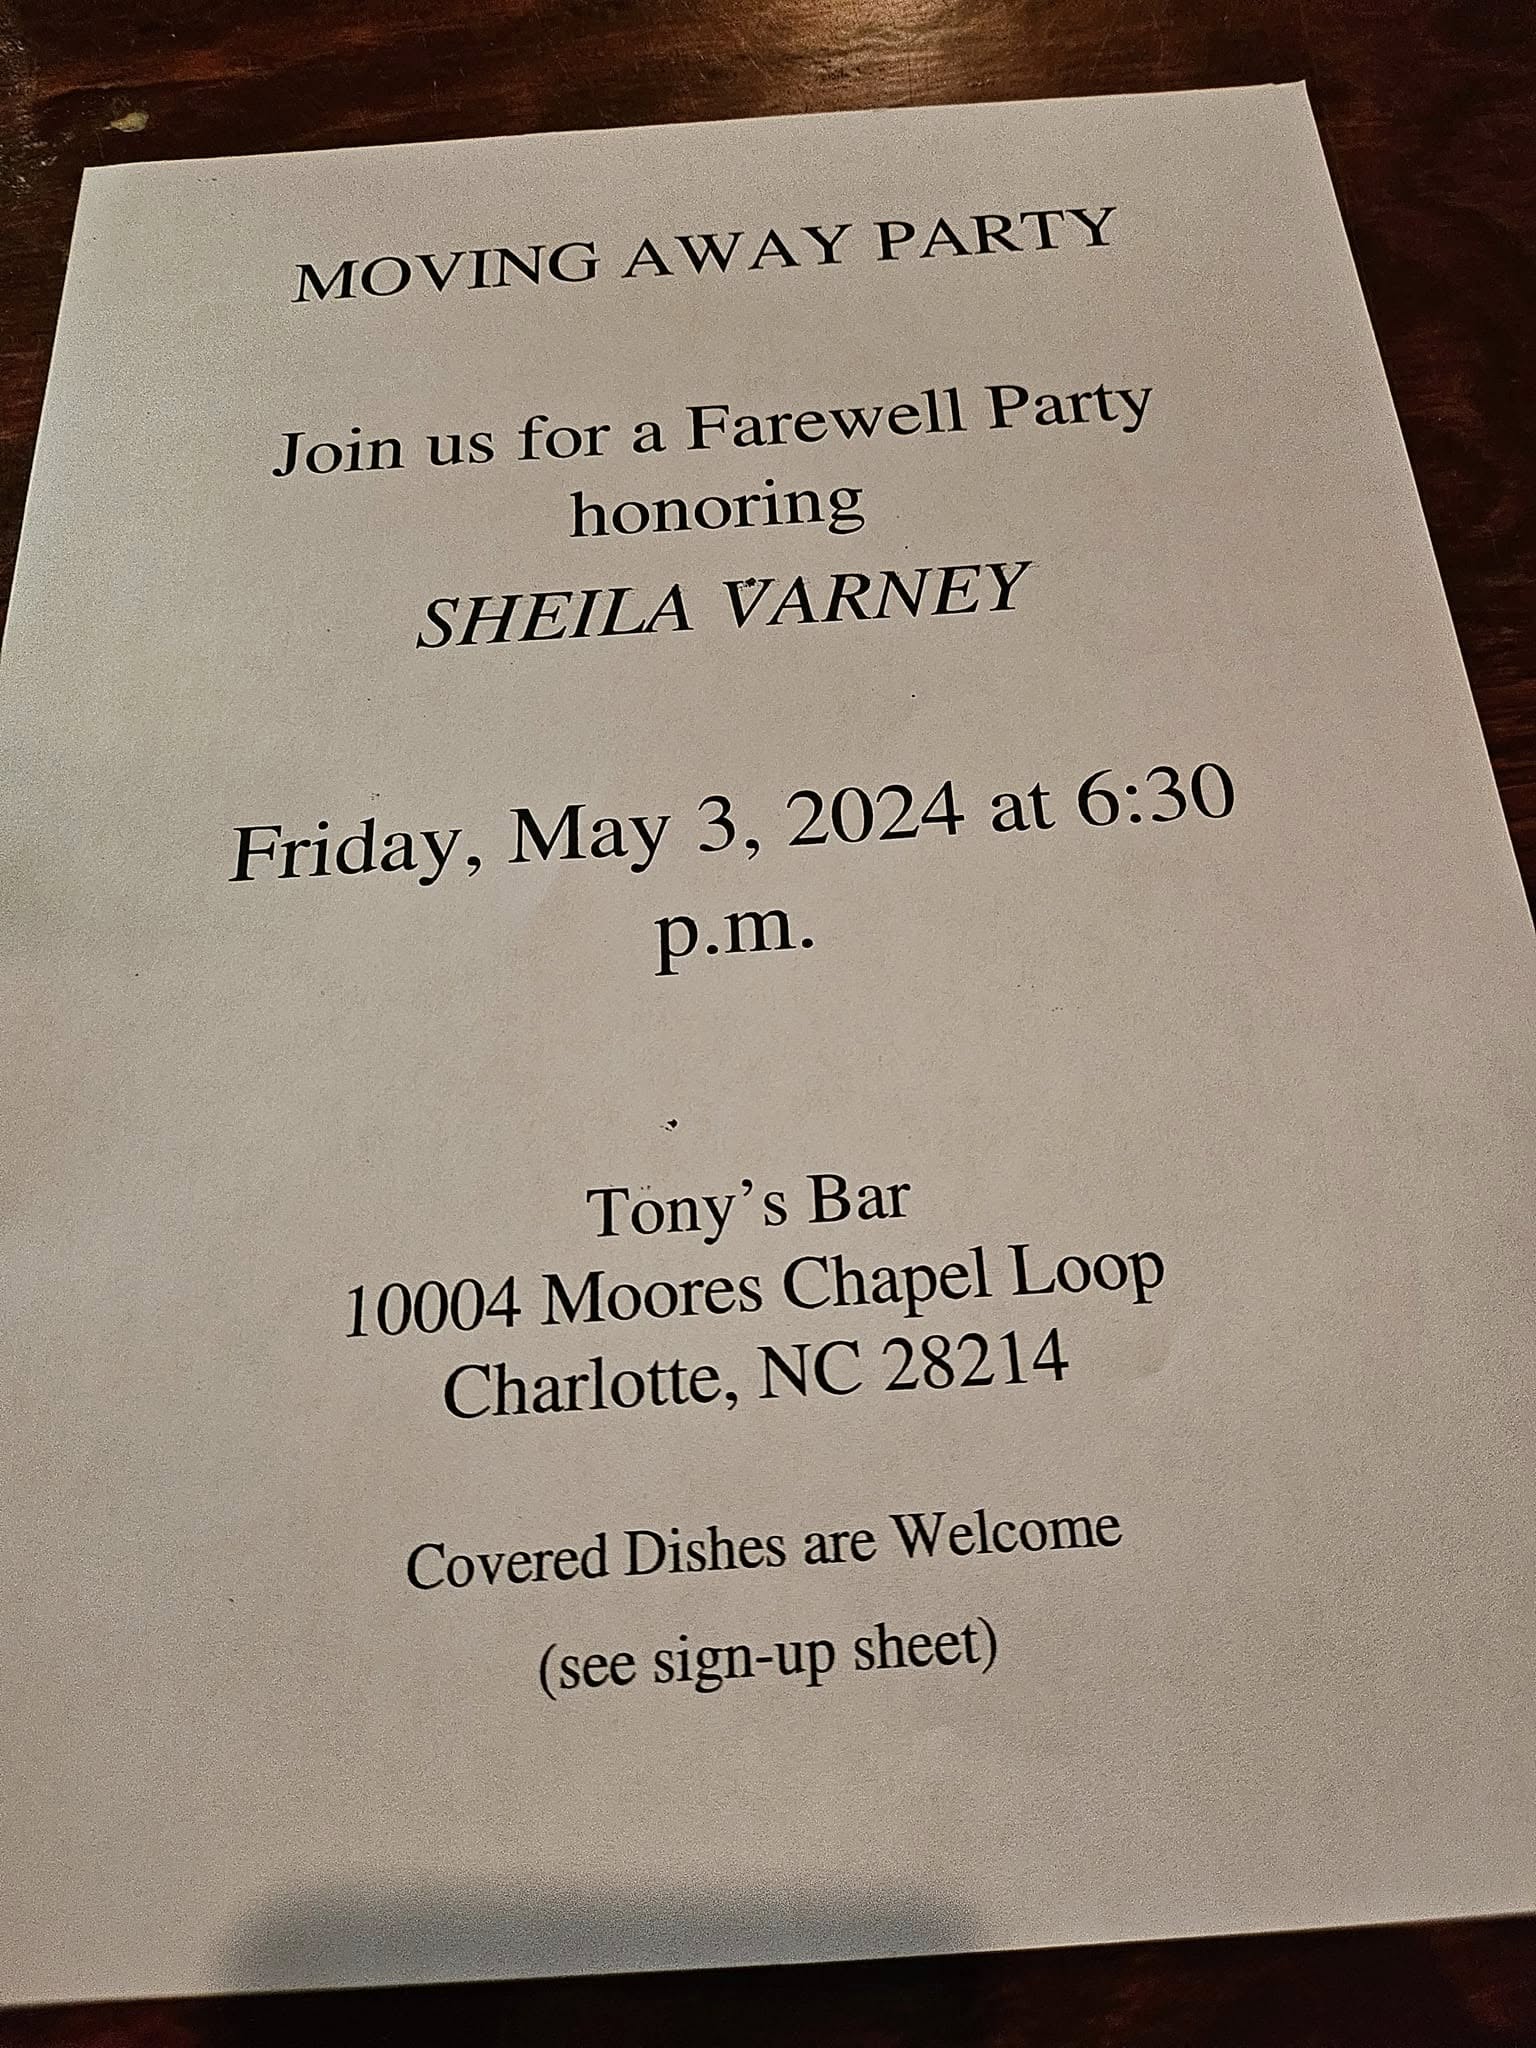 MOVING AWAY PARTY
Join us for a Farewell Party
honoring
SHEILA VARNEY
Friday, May 3, 2024 at 6:30
p.m.
Tony’s Bar
10004 Moores Chapel Loop
Charlotte, NC 28214
Covered Dishes are Welcome
(see sign-up sheet)